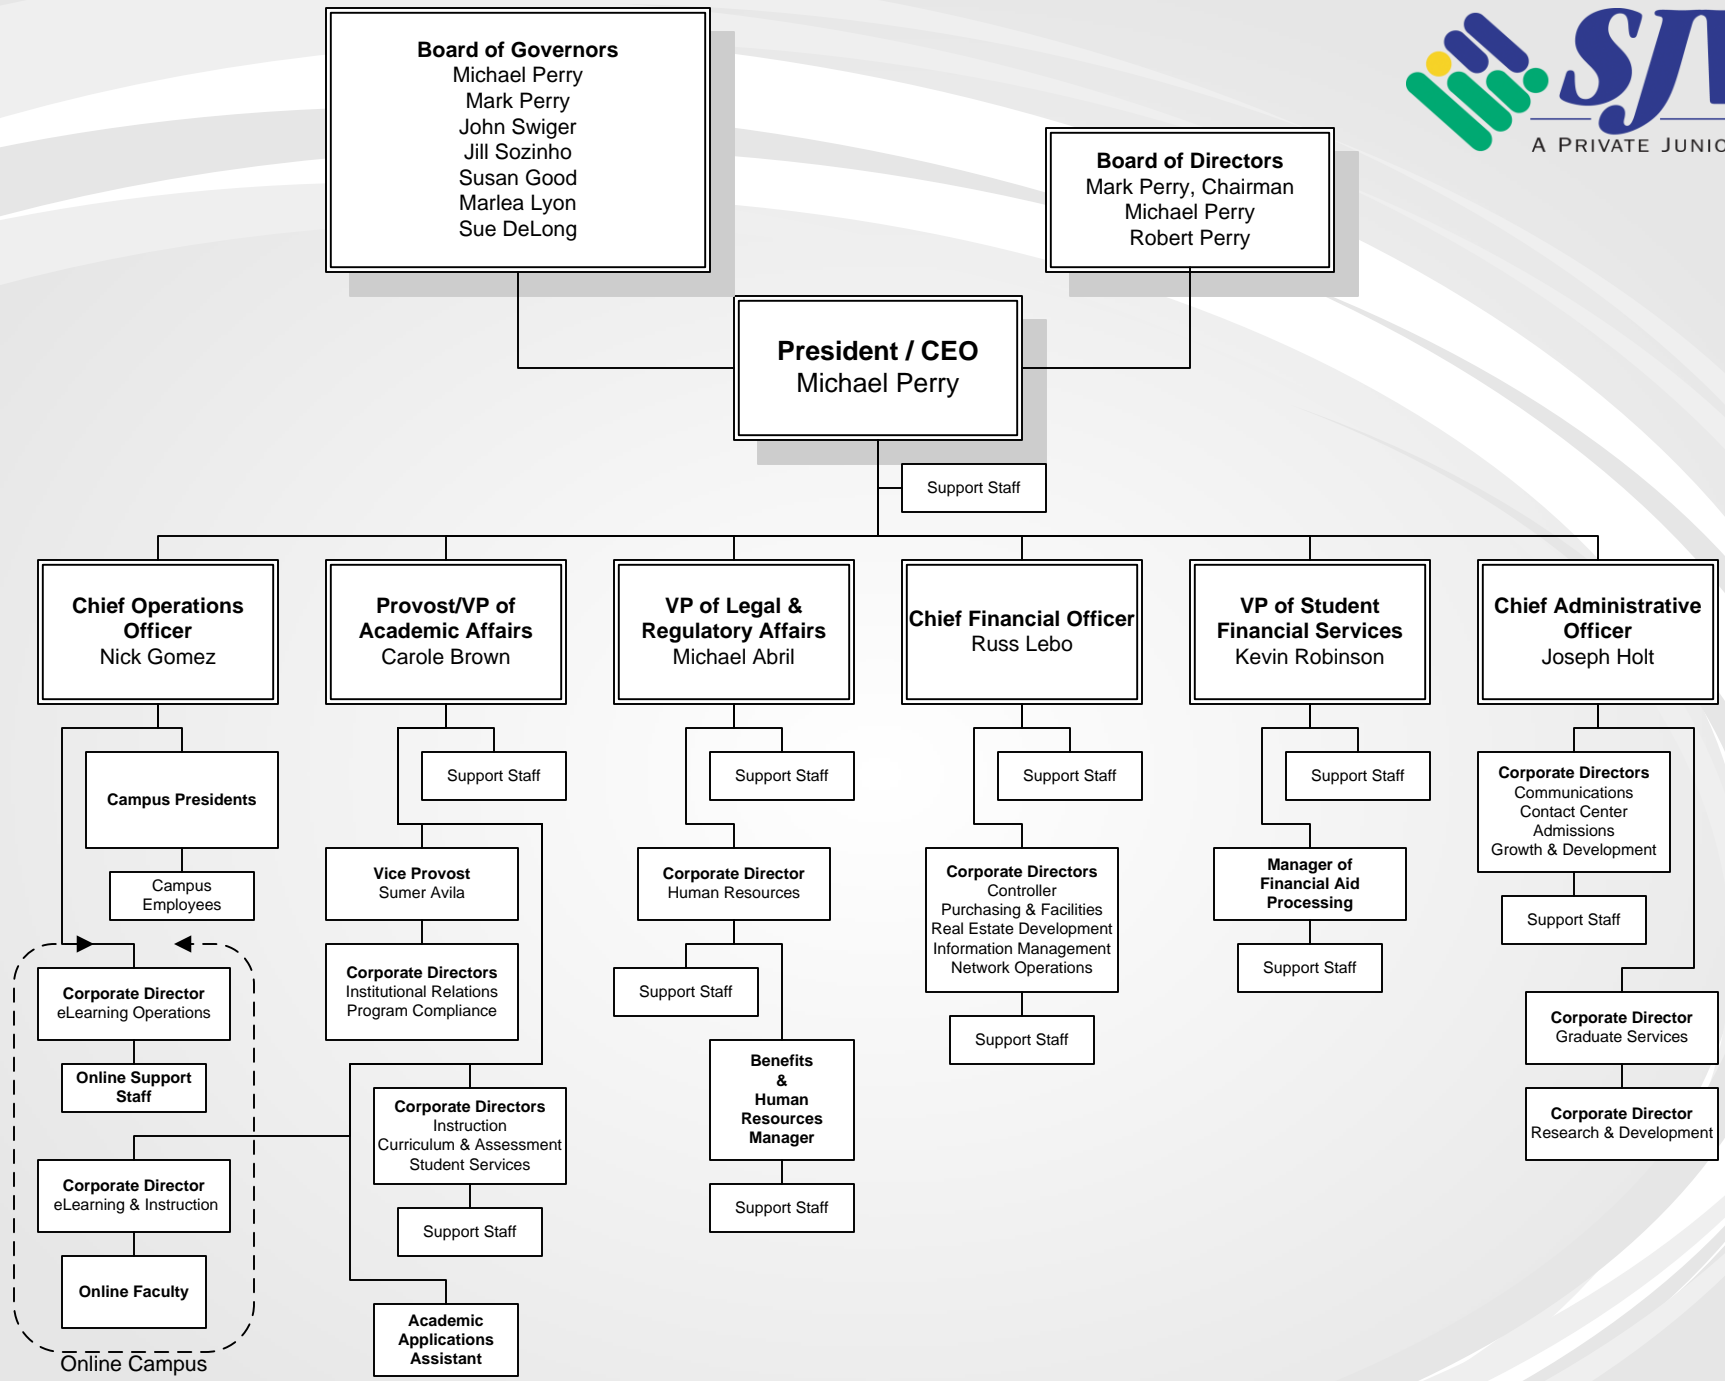 Board of Governors
Michael Perry
Mark Perry
John Swiger
Jill Sozinho
Susan Good
Marlea Lyon
Sue DeLong
SJV
A PRIVATE JUNIO
Board of Directors
Mark Perry, Chairman
Michael Perry
Robert Perry
President / CEO
Michael Perry
Support Staff
Chief Operations
Officer
Nick Gomez
Provost/VP of
Academic Affairs
Carole Brown
VP of Legal &
Regulatory Affairs
Michael Abril
Chief Financial Officer
Russ Lebo
VP of Student
Financial Services
Kevin Robinson
Chief Administrative
Officer
Joseph Holt
Campus Presidents
Campus
Employees
Corporate Director
eLearning Operations
Online Support
Staff
Corporate Director
eLearning & Instruction
Online Faculty
Online Campus
Support Staff
Vice Provost
Sumer Avila
Corporate Directors
Institutional Relations
Program Compliance
Corporate Directors
Instruction
Curriculum & Assessment
Student Services
Support Staff
Academic
Applications
Assistant
Support Staff
Corporate Director
Human Resources
Support Staff
Benefits
&
Human
Resources
Manager
Support Staff
Support Staff
Corporate Directors
Controller
Purchasing & Facilities
Real Estate Development
Information Management
Network Operations
Support Staff
Support Staff
Manager of
Financial Aid
Processing
Support Staff
Corporate Directors
Communications
Contact Center
Admissions
Growth & Development
Support Staff
Corporate Director
Graduate Services
Corporate Director
Research & Development